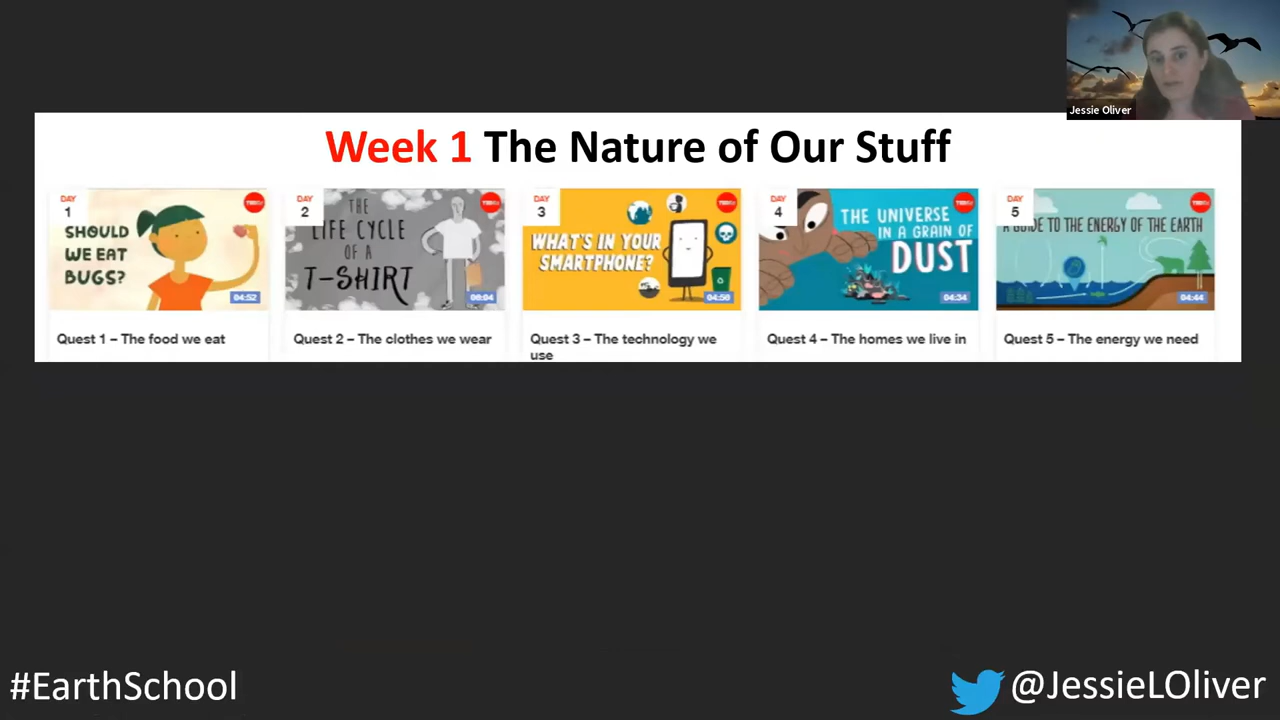 Jessie Oliver
Week 1 The Nature of Our Stuff
DAY
1
SHOULD
WE EAT
BUGS?
04:52
Quest 1 – The food we eat
DAY
2
THE
LIFE CYCLE
OF A
T-SHIRT
Quest 2 – The clothes we wear
DAY
3
WHAT'S IN YOUR
SMARTPHONE?
Quest 3 – The technology we
use
DAY
4
THE UNIVERSE
IN A GRAIN OF
DUST
04:34
Quest 4 – The homes we live in
DAY
5
A GUIDE TO THE ENERGY OF THE EARTH
04:44
Quest 5 – The energy we need
#EarthSchool
@JessieLOliver